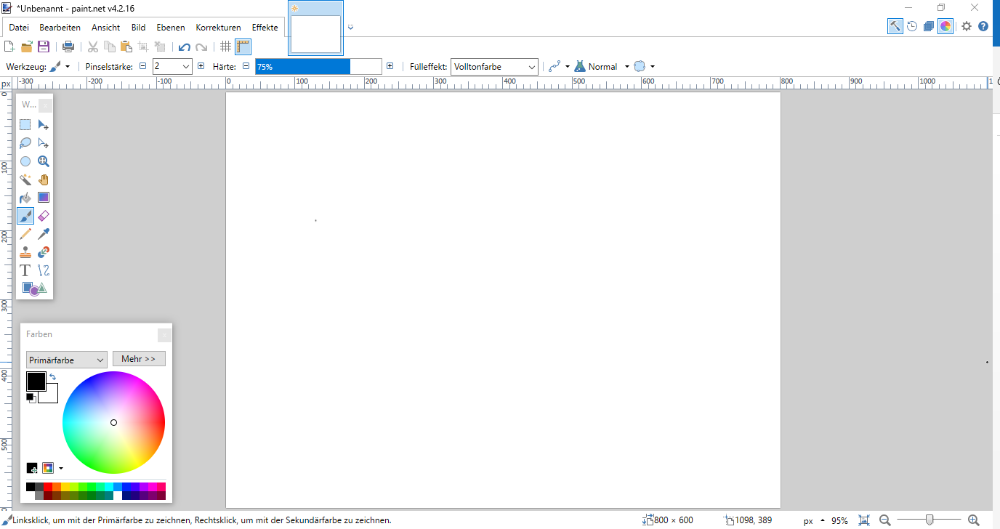 *Unbenannt - paint.net v4.2.16
Datei Bearbeiten Ansicht Bild Ebenen Korrekturen Effekte
Werkzeug: Pinselstärke: 2 Härte: 75% Fülleffekt: Volltonfarbe Normal
px -300 -200 -100 0 100 200 300 400 500 600 700 800 900 1000
0
W...
100
200
300
Farben
Primärfarbe Mehr >>
400
500
Linksklick, um mit der Primärfarbe zu zeichnen, Rechtsklick, um mit der Sekundärfarbe zu zeichnen. 800 × 600 1098, 389 px 95%